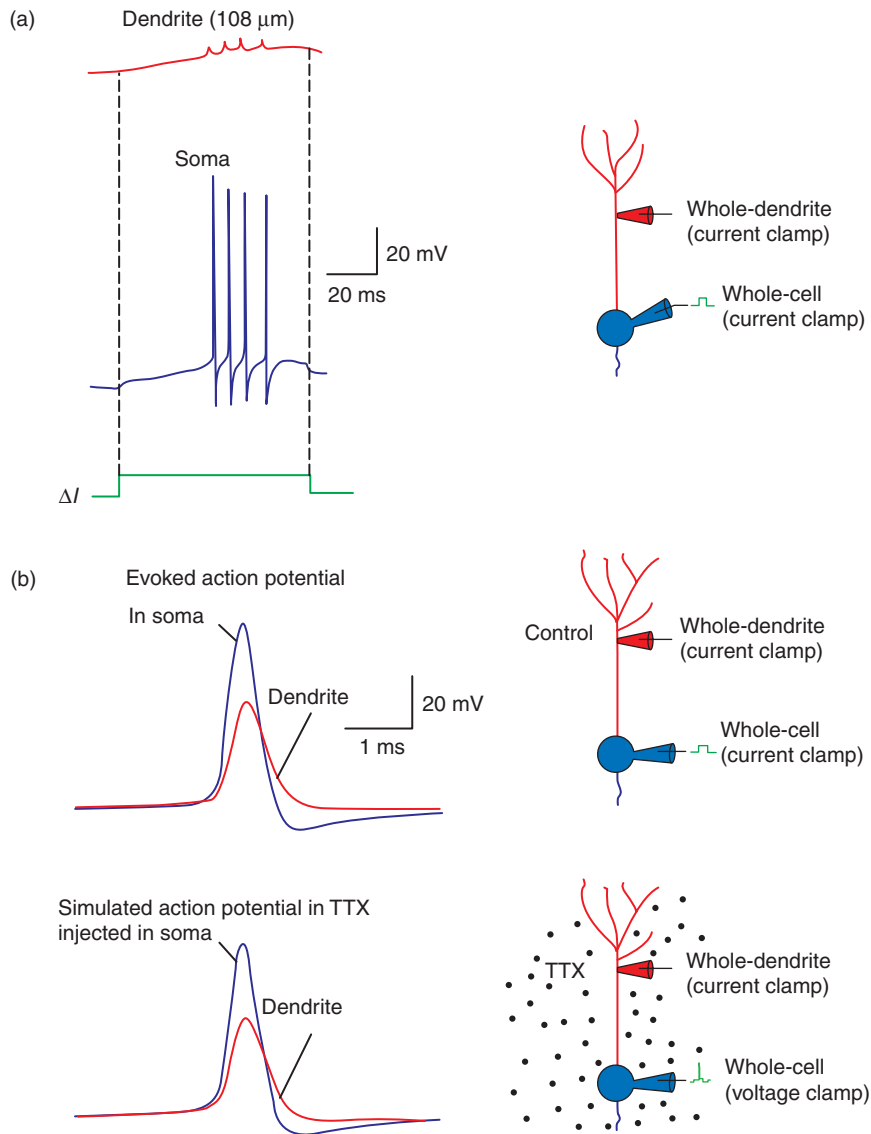 (a)
Dendrite (108 μm)
Soma
20 mV
20 ms
ΔI
Whole-dendrite
(current clamp)
Whole-cell
(current clamp)
(b)
Evoked action potential
In soma
Dendrite
20 mV
1 ms
Control
Whole-dendrite
(current clamp)
Whole-cell
(current clamp)
Simulated action potential in TTX
injected in soma
Dendrite
TTX
Whole-dendrite
(current clamp)
Whole-cell
(voltage clamp)